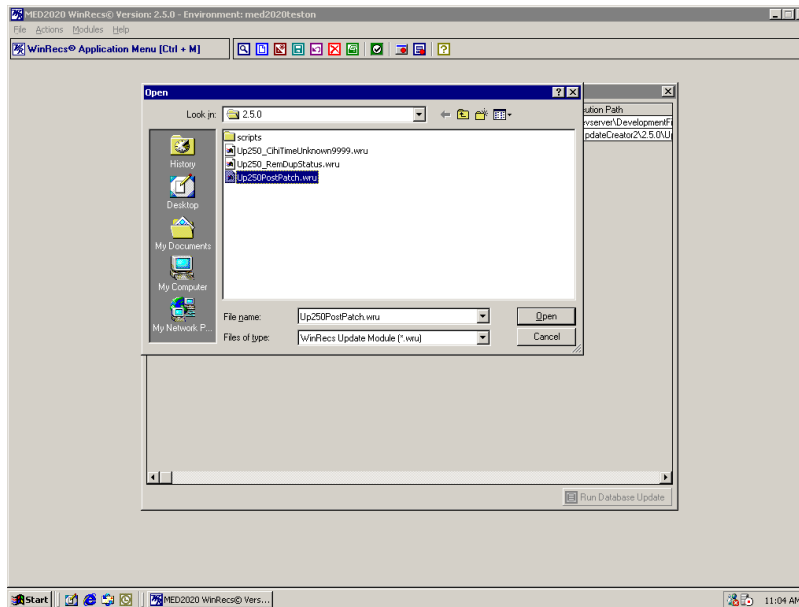 MED2020 WinRecs© Version: 2.5.0 - Environment: med2020teston
File Actions Modules Help
WinRecs© Application Menu [Ctrl + M]
Open
Look in: 2.5.0
History
Desktop
My Documents
My Computer
My Network P...
scripts
Up250_CihiTimeUnknown9999.wru
Up250_RemDupStatus.wru
Up250PostPatch.wru
File name: Up250PostPatch.wru Open
Files of type: WinRecs Update Module (*.wru) Cancel
ution Path
vserver\DevelopmentFi
pdateCreator2\2.5.0\U
Run Database Update
Start MED2020 WinRecs© Vers... 11:04 AM